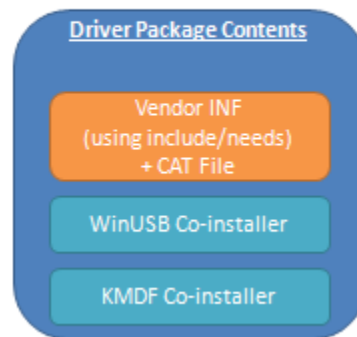 Driver Package Contents
Vendor INF
(using include/needs)
+ CAT File
WinUSB Co-installer
KMDF Co-installer